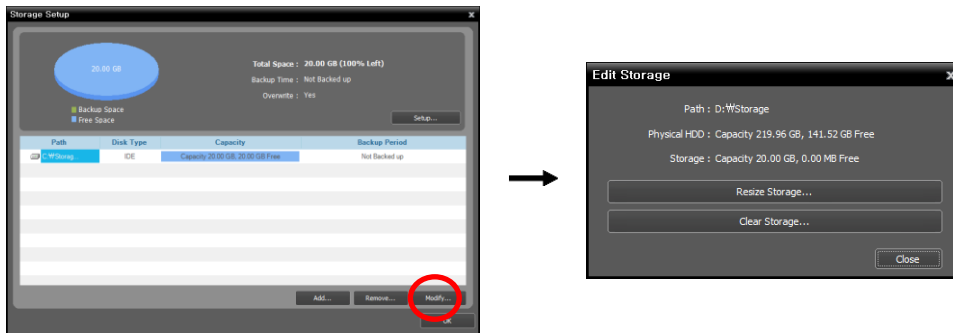 Storage Setup
x
20.00 GB
Total Space : 20.00 GB (100% Left)
Backup Time : Not Backed up
Overwrite : Yes
Backup Space
Free Space
Setup...
Path Disk Type Capacity Backup Period
C:₩Storag... IDE Capacity 20.00 GB, 20.00 GB Free Not Backed up
Add... Remove... Modify...
OK
Edit Storage
x
Path : D:₩Storage
Physical HDD : Capacity 219.96 GB, 141.52 GB Free
Storage : Capacity 20.00 GB, 0.00 MB Free
Resize Storage...
Clear Storage...
Close